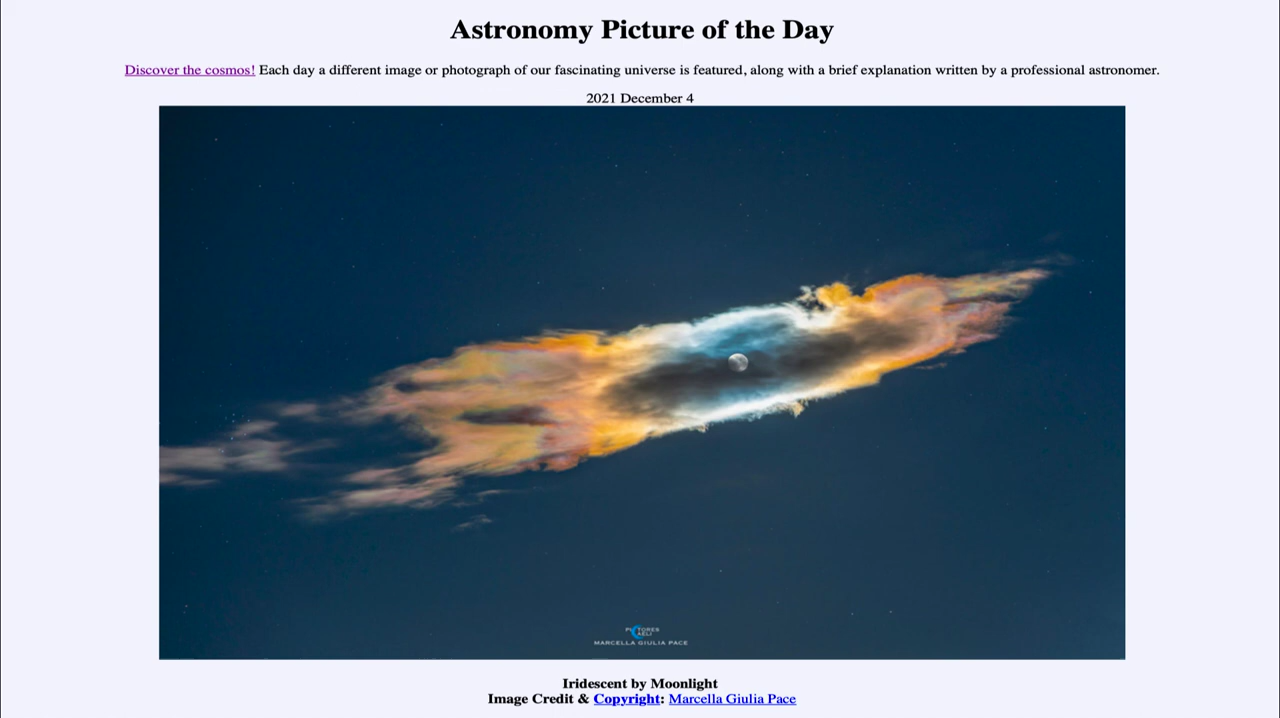 Astronomy Picture of the Day
Discover the cosmos! Each day a different image or photograph of our fascinating universe is featured, along with a brief explanation written by a professional astronomer.
2021 December 4
PICTORES
CAELI
MARCELLA GIULIA PACE
Iridescent by Moonlight
Image Credit & Copyright: Marcella Giulia Pace